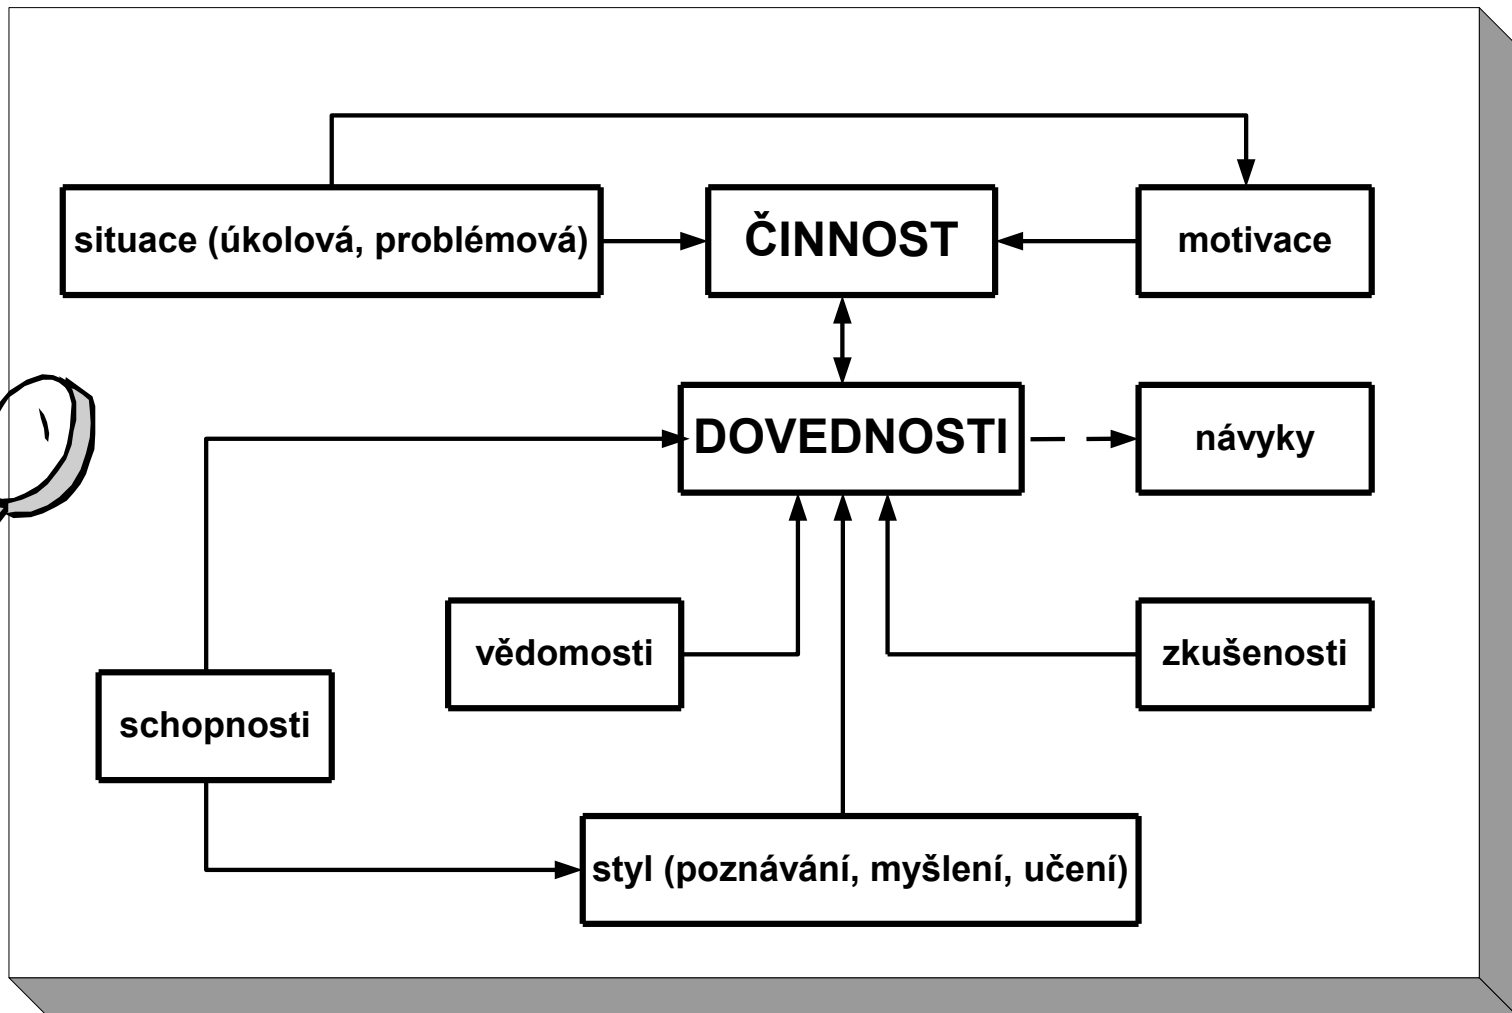 situace (úkolová, problémová)
ČINNOST
motivace
DOVEDNOSTI
návyky
vědomosti
zkušenosti
schopnosti
styl (poznávání, myšlení, učení)